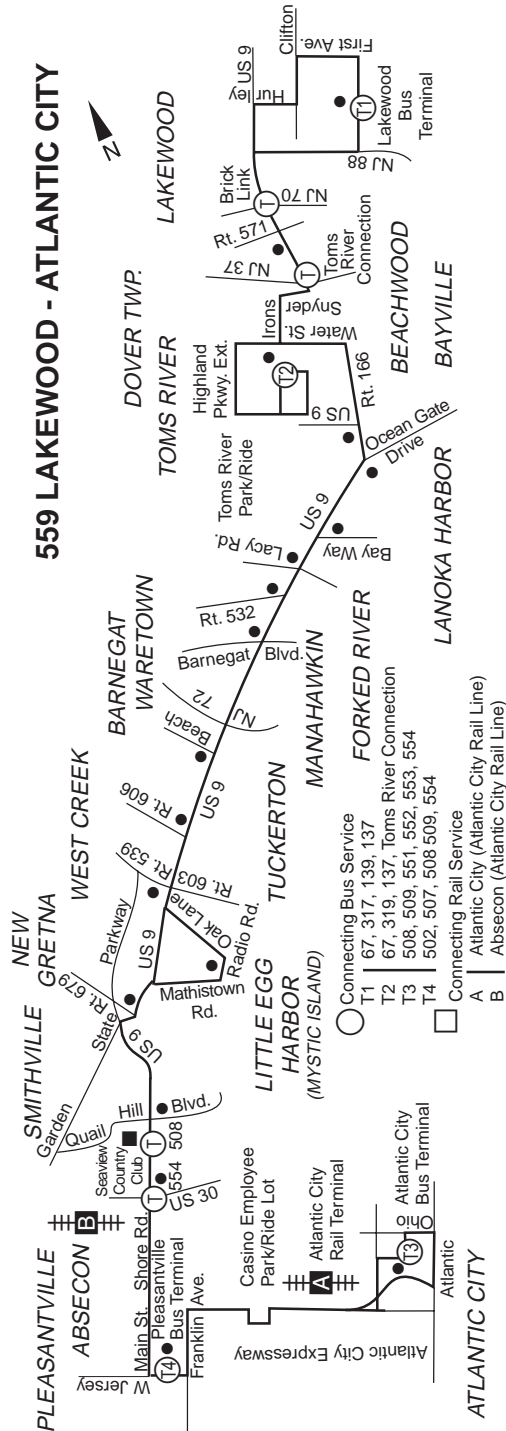 559 LAKEWOOD - ATLANTIC CITY
N
PLEASANTVILLE
ABSECON
SMITHVILLE
NEW
GRETNA
WEST CREEK
BARNEGAT
WARETOWN
TOMS RIVER
DOVER TWP.
LAKEWOOD
W Jersey
Main St.
Shore Rd.
T4
Pleasantville
Bus Terminal
Franklin Ave.
B
Seaview
Country
Club
T
554
US 30
T
508
Quail
Hill
Blvd.
Garden
State
Parkway
US 9
Rt. 679
US 9
Mathistown
Rd.
Radio Rd.
Oak Lane
Rt. 539
Rt. 603
Rt. 606
US 9
Beach
NJ
72
Barnegat
Blvd.
Rt. 532
Lacy Rd.
US 9
Bay Way
Ocean Gate
Drive
US 9
Rt. 166
Toms River
Park/Ride
Highland
Pkwy. Ext.
T2
Water St.
Irons
Snyder
T
Toms River
Connection
NJ 37
Rt. 571
T
NJ 70
Brick
Link
NJ 88
Hurley
US 9
Clifton
First Ave.
T1
Lakewood
Bus
Terminal
BEACHWOOD
BAYVILLE
LANOKA HARBOR
FORKED RIVER
MANAHAWKIN
TUCKERTON
LITTLE EGG
HARBOR
(MYSTIC ISLAND)
Casino Employee
Park/Ride Lot
A
Atlantic City
Rail Terminal
Atlantic City Expressway
T3
Atlantic City
Bus Terminal
Ohio
Atlantic
ATLANTIC CITY
Connecting Bus Service
T1 67, 317, 139, 137
T2 67, 319, 137, Toms River Connection
T3 508, 509, 551, 552, 553, 554
T4 502, 507, 508 509, 554
Connecting Rail Service
A Atlantic City (Atlantic City Rail Line)
B Absecon (Atlantic City Rail Line)